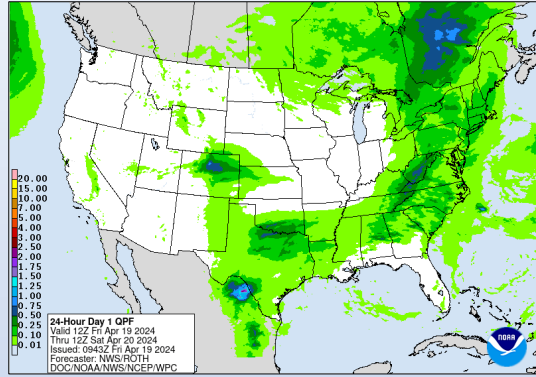 20.00
15.00
10.00
7.00
5.00
4.00
3.00
2.50
2.00
1.75
1.50
1.25
1.00
0.75
0.50
0.25
0.10
0.01
24-Hour Day 1 QPF
Valid 12Z Fri Apr 19 2024
Thru 12Z Sat Apr 20 2024
Issued: 0943Z Fri Apr 19 2024
Forecaster: NWS/ROTH
DOC/NOAA/NWS/NCEP/WPC
NOAA